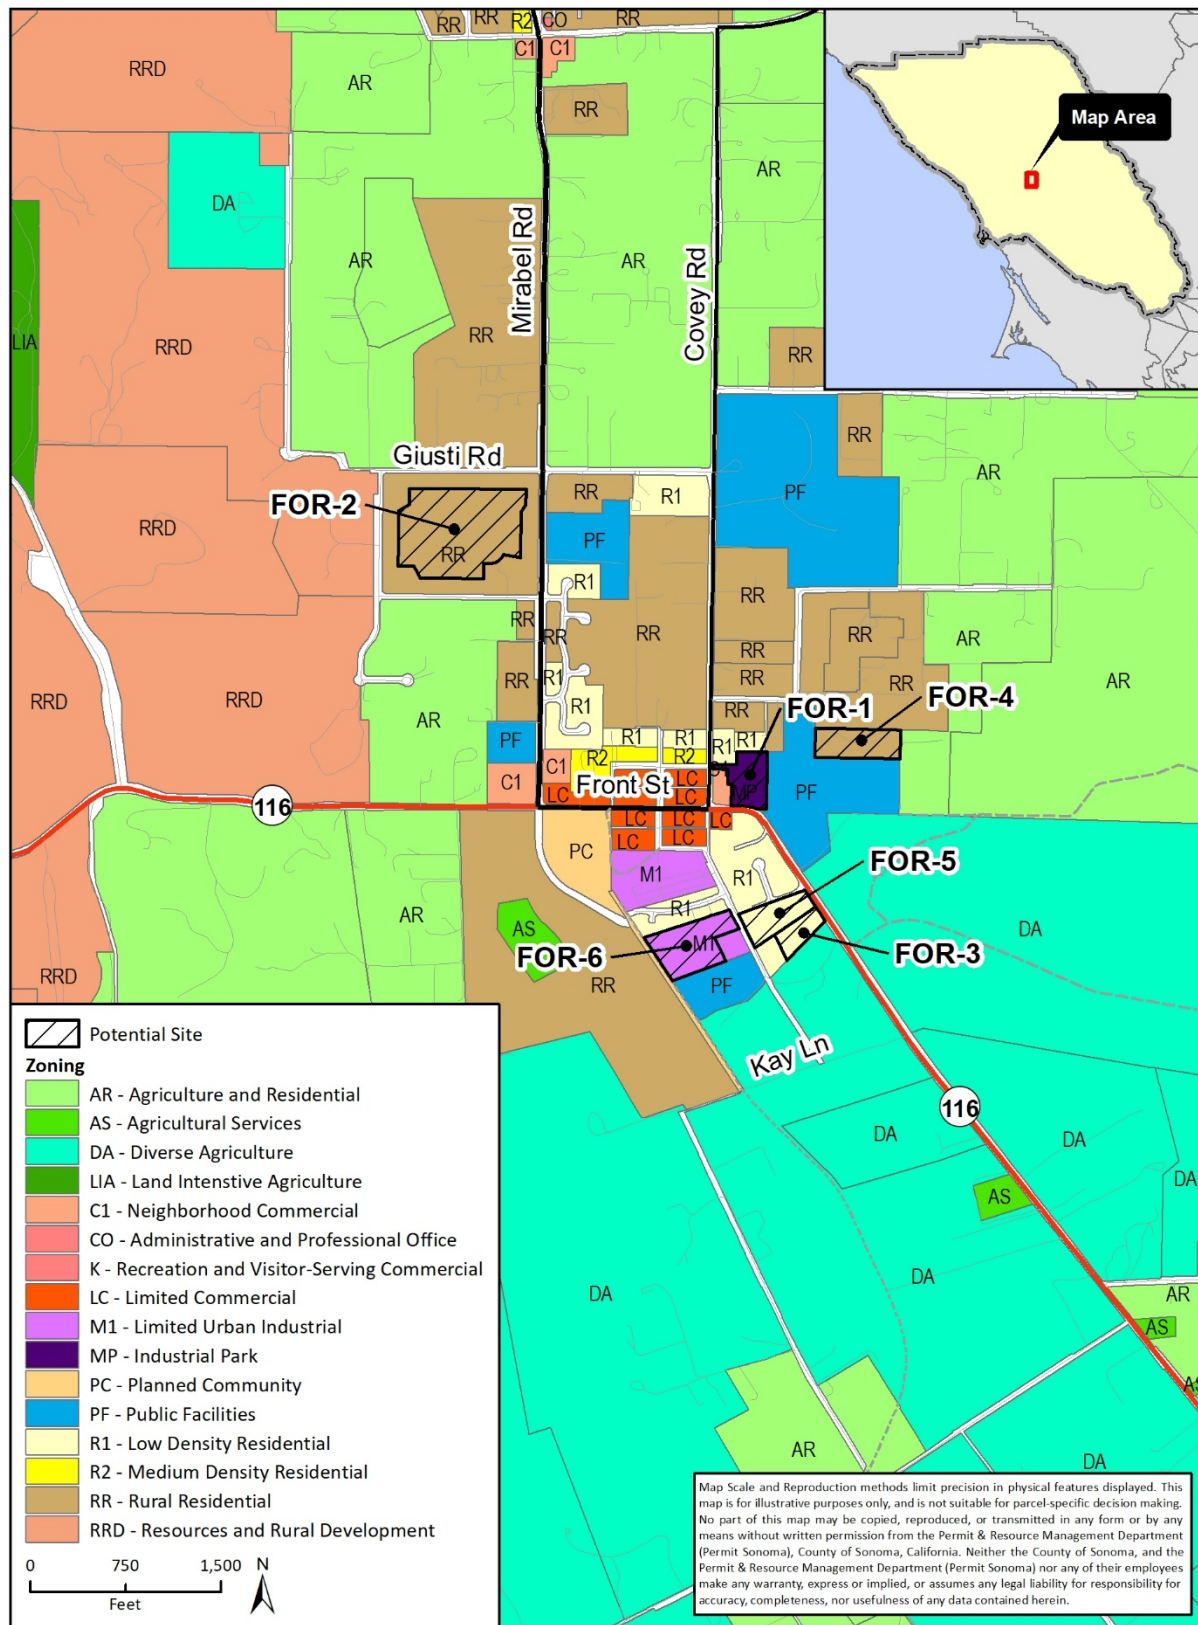 RR
RR
R2
CO
RR
C1
C1
RRD
AR
RR
Map Area
AR
DA
AR
Mirabel Rd
AR
Covey Rd
LIA
RRD
RR
RR
Giusti Rd
RR
FOR-2
RR
R1
PF
AR
RRD
RR
PF
R1
RR
RR
RR
RR
RR
AR
AR
RR
RR
RR
R1
RR
FOR-4
RRD
RRD
AR
R1
RR
FOR-1
PF
R1
R1
R1
R1
C1
C1
R2
R2
C1
MP
PF
LC
Front St
LC
LC
116
LC
LC
LC
LC
LC
PC
M1
R1
FOR-5
AR
AS
R1
M1
DA
FOR-6
FOR-3
RRD
RR
PF
Kay Ln
116
DA
DA
DA
AS
DA
DA
AR
AS
AS
AR
DA
Potential Site
Zoning
AR - Agriculture and Residential
AS - Agricultural Services
DA - Diverse Agriculture
LIA - Land Intenstive Agriculture
C1 - Neighborhood Commercial
CO - Administrative and Professional Office
K - Recreation and Visitor-Serving Commercial
LC - Limited Commercial
M1 - Limited Urban Industrial
MP - Industrial Park
PC - Planned Community
PF - Public Facilities
R1 - Low Density Residential
R2 - Medium Density Residential
RR - Rural Residential
RRD - Resources and Rural Development
0 750 1,500
Feet
N
Map Scale and Reproduction methods limit precision in physical features displayed. This
map is for illustrative purposes only, and is not suitable for parcel-specific decision making.
No part of this map may be copied, reproduced, or transmitted in any form or by any
means without written permission from the Permit & Resource Management Department
(Permit Sonoma), County of Sonoma, California. Neither the County of Sonoma, and the
Permit & Resource Management Department (Permit Sonoma) nor any of their employees
make any warranty, express or implied, or assumes any legal liability for responsibility for
accuracy, completeness, nor usefulness of any data contained herein.